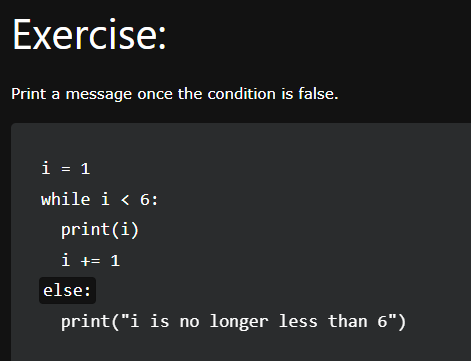 Exercise:
Print a message once the condition is false.
i = 1
while i < 6:
  print(i)
  i += 1
else:
  print("i is no longer less than 6")